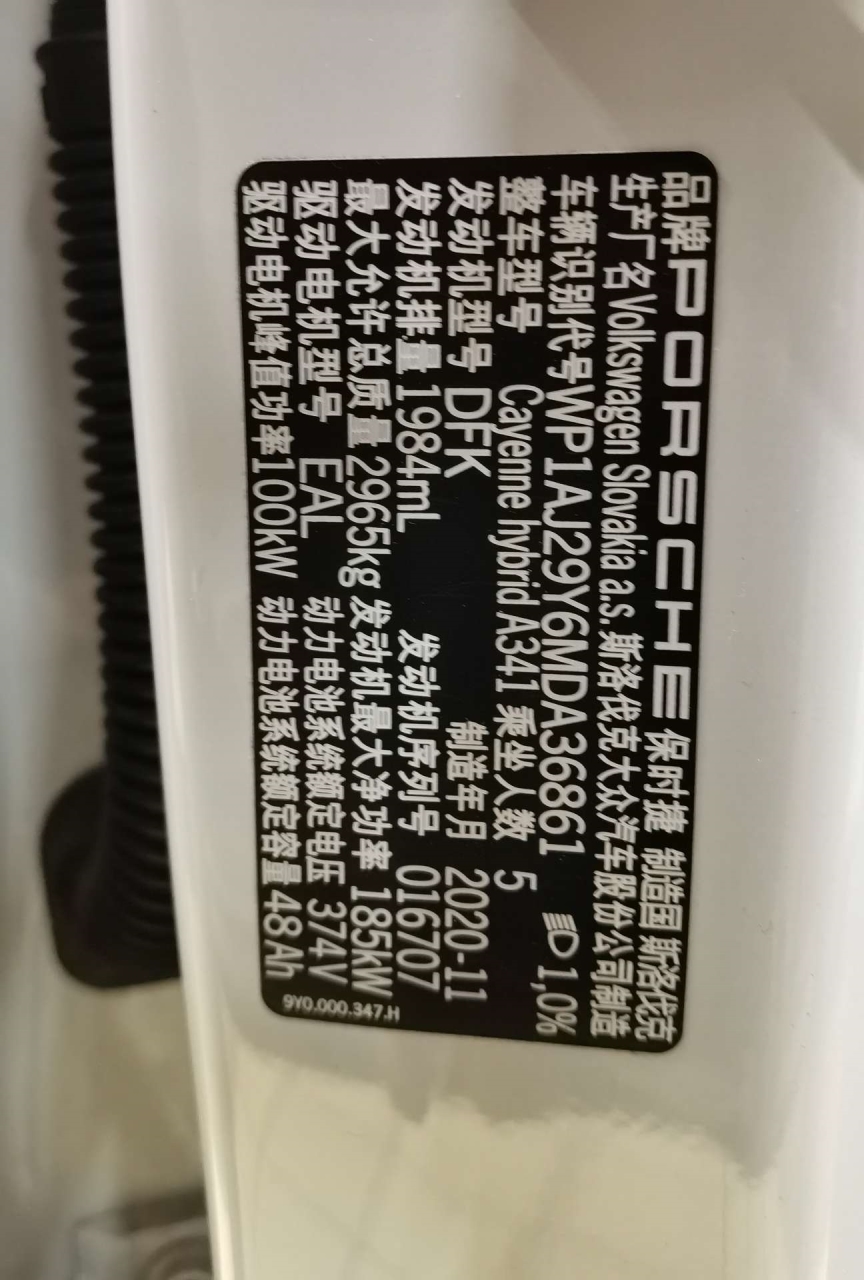 品牌 PORSCHE 保时捷 制造国 斯洛伐克
生产厂名 Volkswagen Slovakia a.s. 斯洛伐克大众汽车股份公司制造
车辆识别代号 WP1AJ29Y6MDA36861 1,0%
整车型号 Cayenne hybrid A341 乘坐人数 5
发动机型号 DFK 制造年月 2020-11
发动机排量 1984mL 发动机序列号 016707
最大允许总质量 2965kg 发动机最大净功率 185kW
驱动电机型号 EAL 动力电池系统额定电压 374V
驱动电机峰值功率 100kW 动力电池系统额定容量 48Ah
9Y0.000.347.H